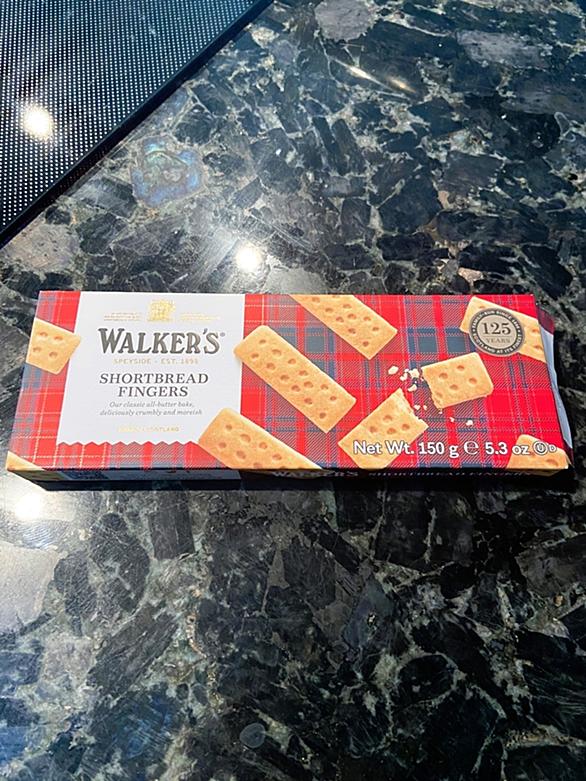 WALKER'S®
SPEYSIDE - EST. 1898
SHORTBREAD
FINGERS
Our classic all-butter bake,
deliciously crumbly and moreish
125
YEARS
Net Wt. 150 g ℮ 5.3 oz Ⓤ D